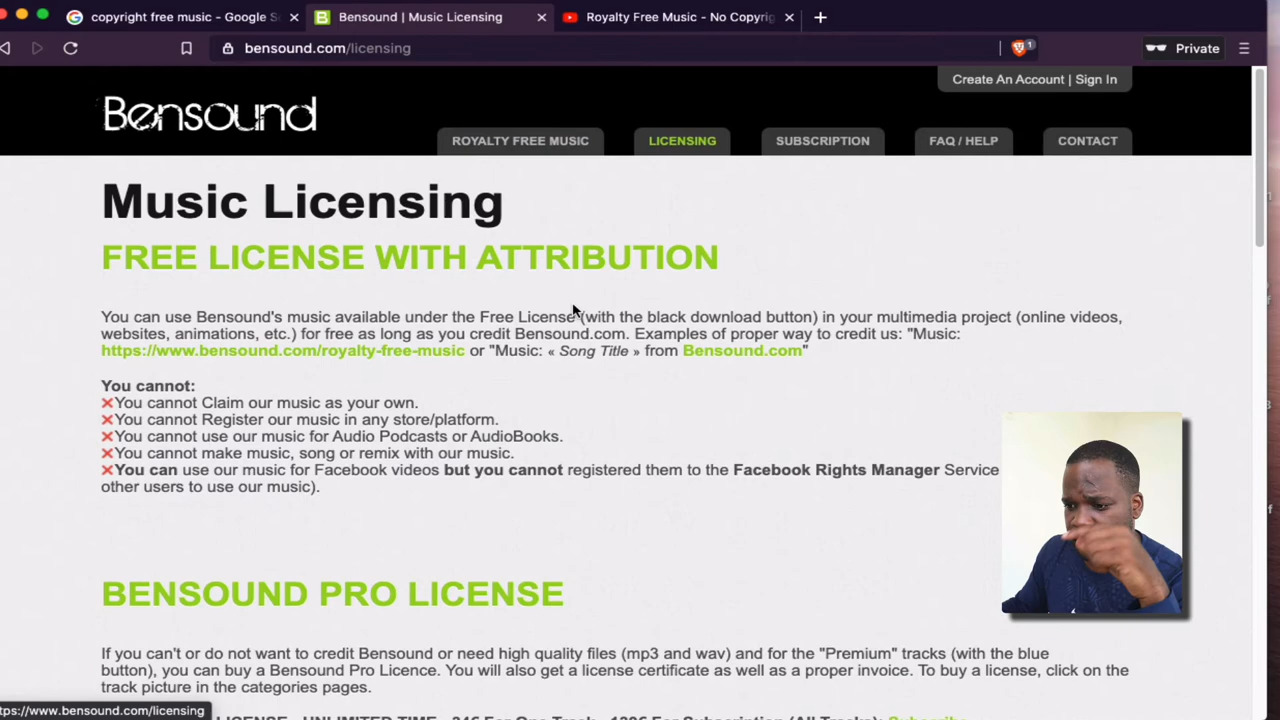 copyright free music - Google S
Bensound | Music Licensing
Royalty Free Music - No Copyrig
bensound.com/licensing
1
Private
Create An Account | Sign In
Bensound
ROYALTY FREE MUSIC
LICENSING
SUBSCRIPTION
FAQ / HELP
CONTACT
Music Licensing
FREE LICENSE WITH ATTRIBUTION
You can use Bensound's music available under the Free License (with the black download button) in your multimedia project (online videos,
websites, animations, etc.) for free as long as you credit Bensound.com. Examples of proper way to credit us: "Music:
https://www.bensound.com/royalty-free-music or "Music: « Song Title » from Bensound.com"
You cannot:
❌You cannot Claim our music as your own.
❌You cannot Register our music in any store/platform.
❌You cannot use our music for Audio Podcasts or AudioBooks.
❌You cannot make music, song or remix with our music.
❌You can use our music for Facebook videos but you cannot registered them to the Facebook Rights Manager Service
other users to use our music).
BENSOUND PRO LICENSE
If you can't or do not want to credit Bensound or need high quality files (mp3 and wav) and for the "Premium" tracks (with the blue
button), you can buy a Bensound Pro Licence. You will also get a license certificate as well as a proper invoice. To buy a license, click on the
track picture in the categories pages.
ttps://www.bensound.com/licensing